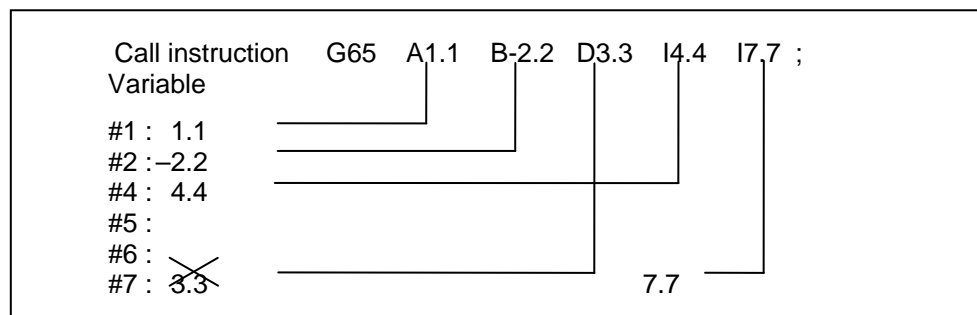 Call instruction G65 A1.1 B-2.2 D3.3 I4.4 I7.7 ;
Variable
#1 : 1.1
#2 :–2.2
#4 : 4.4
#5 :
#6 :
#7 : 3.3 7.7